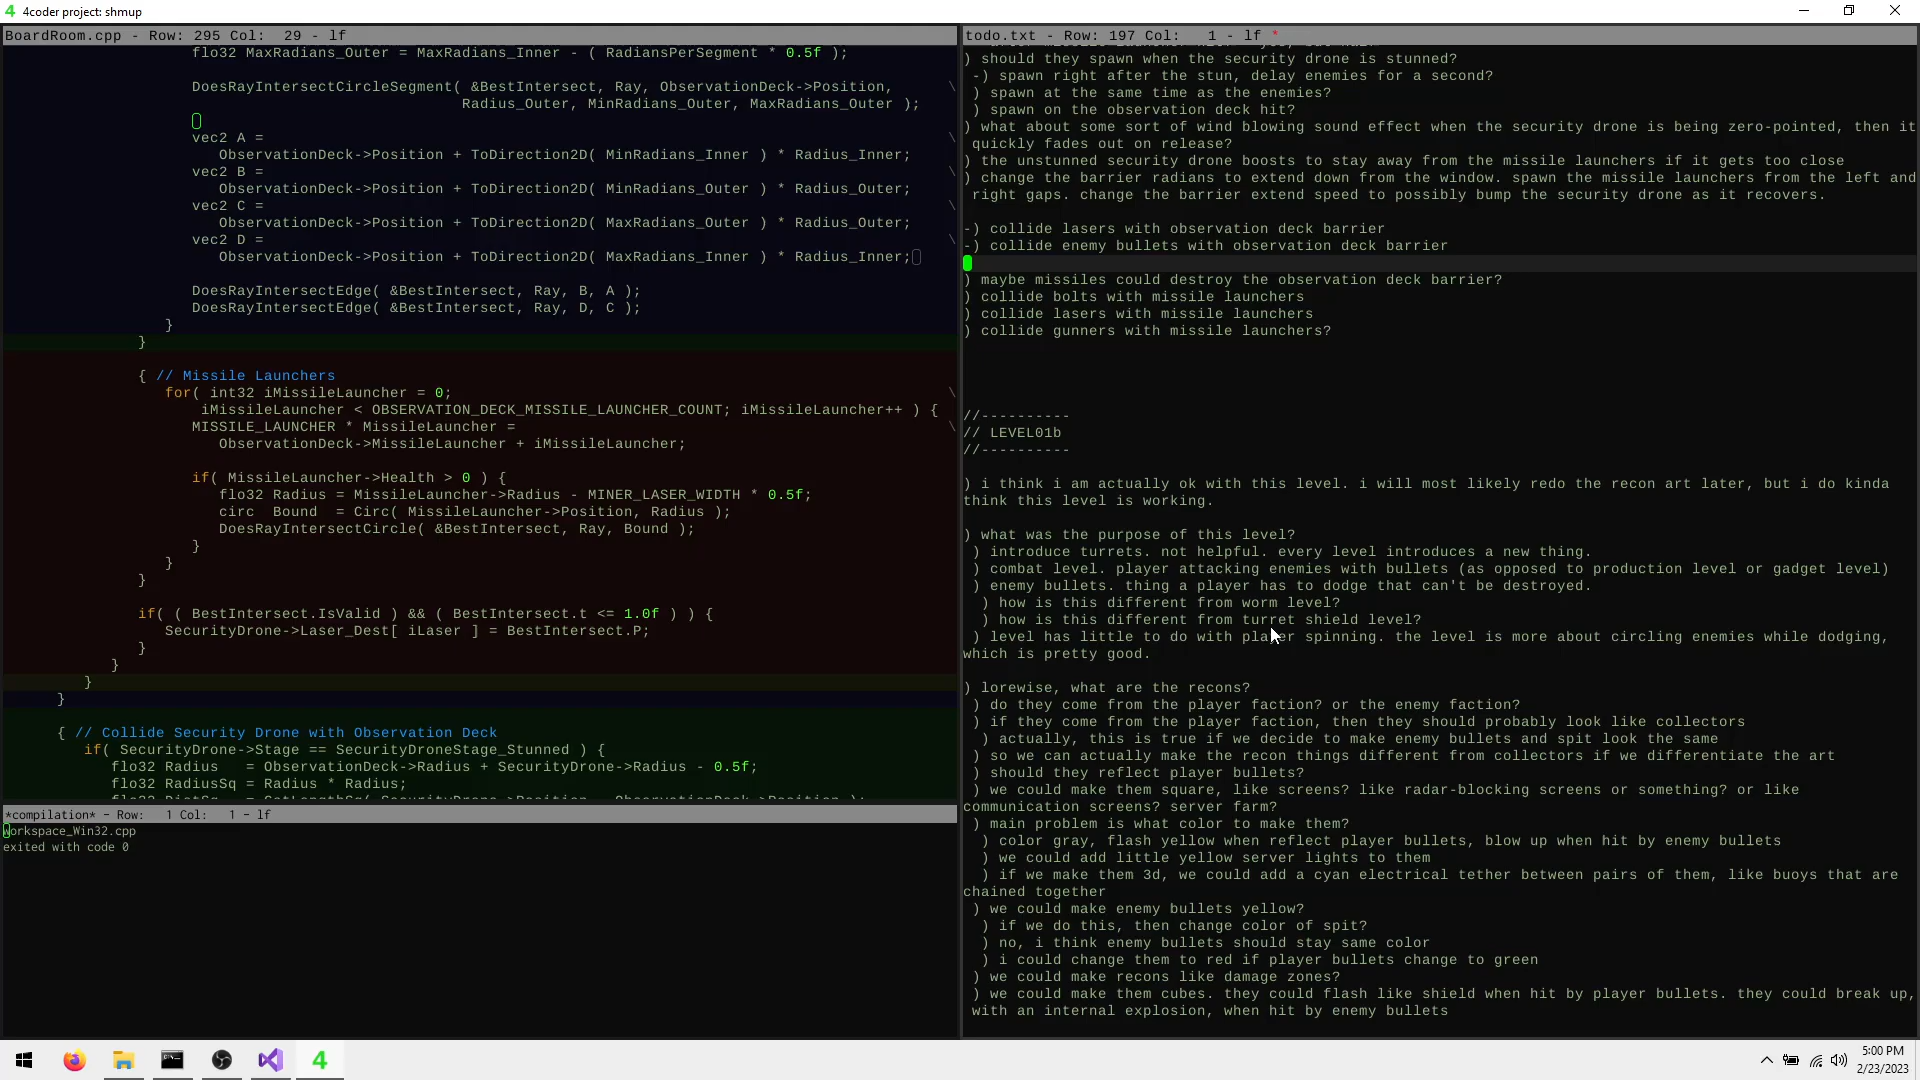 4coder project: shmup
BoardRoom.cpp - Row: 295 Col:  29 - lf
flo32 MaxRadians_Outer = MaxRadians_Inner - ( RadiansPerSegment * 0.5f );
DoesRayIntersectCircleSegment( &BestIntersect, Ray, ObservationDeck->Position, \
Radius_Outer, MinRadians_Outer, MaxRadians_Outer );
vec2 A = \
ObservationDeck->Position + ToDirection2D( MinRadians_Inner ) * Radius_Inner;
vec2 B = \
ObservationDeck->Position + ToDirection2D( MinRadians_Outer ) * Radius_Outer;
vec2 C = \
ObservationDeck->Position + ToDirection2D( MaxRadians_Outer ) * Radius_Outer;
vec2 D = \
ObservationDeck->Position + ToDirection2D( MaxRadians_Inner ) * Radius_Inner;
DoesRayIntersectEdge( &BestIntersect, Ray, B, A );
DoesRayIntersectEdge( &BestIntersect, Ray, D, C );
}
}
{ // Missile Launchers
for( int32 iMissileLauncher = 0; \
iMissileLauncher < OBSERVATION_DECK_MISSILE_LAUNCHER_COUNT; iMissileLauncher++ ) {
MISSILE_LAUNCHER * MissileLauncher = \
ObservationDeck->MissileLauncher + iMissileLauncher;
if( MissileLauncher->Health > 0 ) {
flo32 Radius = MissileLauncher->Radius - MINER_LASER_WIDTH * 0.5f;
circ  Bound  = Circ( MissileLauncher->Position, Radius );
DoesRayIntersectCircle( &BestIntersect, Ray, Bound );
}
}
}
if( ( BestIntersect.IsValid ) && ( BestIntersect.t <= 1.0f ) ) {
SecurityDrone->Laser_Dest[ iLaser ] = BestIntersect.P;
}
}
}
}
{ // Collide Security Drone with Observation Deck
if( SecurityDrone->Stage == SecurityDroneStage_Stunned ) {
flo32 Radius   = ObservationDeck->Radius + SecurityDrone->Radius - 0.5f;
flo32 RadiusSq = Radius * Radius;
*compilation* - Row:   1 Col:   1 - lf
workspace_Win32.cpp
exited with code 0
todo.txt - Row: 197 Col:   1 - lf *
) should they spawn when the security drone is stunned?
-) spawn right after the stun, delay enemies for a second?
) spawn at the same time as the enemies?
) spawn on the observation deck hit?
) what about some sort of wind blowing sound effect when the security drone is being zero-pointed, then it
quickly fades out on release?
) the unstunned security drone boosts to stay away from the missile launchers if it gets too close
) change the barrier radians to extend down from the window. spawn the missile launchers from the left and
right gaps. change the barrier extend speed to possibly bump the security drone as it recovers.
-) collide lasers with observation deck barrier
-) collide enemy bullets with observation deck barrier
) maybe missiles could destroy the observation deck barrier?
) collide bolts with missile launchers
) collide lasers with missile launchers
) collide gunners with missile launchers?
//----------
// LEVEL01b
//----------
) i think i am actually ok with this level. i will most likely redo the recon art later, but i do kinda
think this level is working.
) what was the purpose of this level?
) introduce turrets. not helpful. every level introduces a new thing.
) combat level. player attacking enemies with bullets (as opposed to production level or gadget level)
) enemy bullets. thing a player has to dodge that can't be destroyed.
) how is this different from worm level?
) how is this different from turret shield level?
) level has little to do with player spinning. the level is more about circling enemies while dodging,
which is pretty good.
) lorewise, what are the recons?
) do they come from the player faction? or the enemy faction?
) if they come from the player faction, then they should probably look like collectors
) actually, this is true if we decide to make enemy bullets and spit look the same
) so we can actually make the recon things different from collectors if we differentiate the art
) should they reflect player bullets?
) we could make them square, like screens? like radar-blocking screens or something? or like
communication screens? server farm?
) main problem is what color to make them?
) color gray, flash yellow when reflect player bullets, blow up when hit by enemy bullets
) we could add little yellow server lights to them
) if we make them 3d, we could add a cyan electrical tether between pairs of them, like buoys that are
chained together
) we could make enemy bullets yellow?
) if we do this, then change color of spit?
) no, i think enemy bullets should stay same color
) i could change them to red if player bullets change to green
) we could make recons like damage zones?
) we could make them cubes. they could flash like shield when hit by player bullets. they could break up,
with an internal explosion, when hit by enemy bullets
4
5:00 PM
2/23/2023